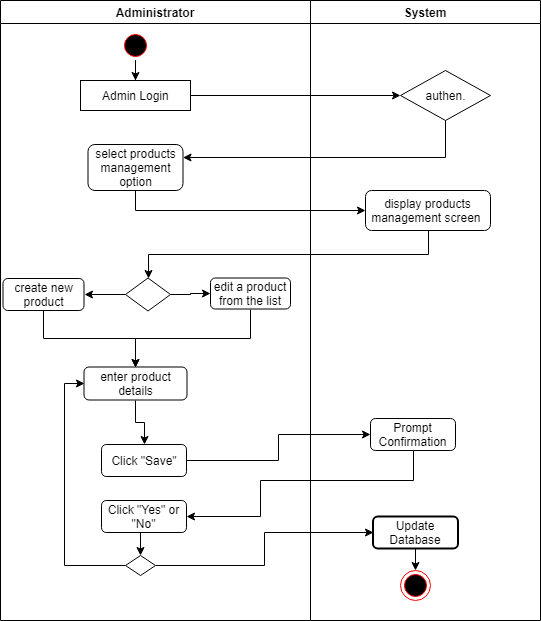 Administrator
System
Admin Login
authen.
select products
management
option
display products
management screen
create new
product
edit a product
from the list
enter product
details
Click "Save"
Prompt
Confirmation
Click "Yes" or
"No"
Update
Database